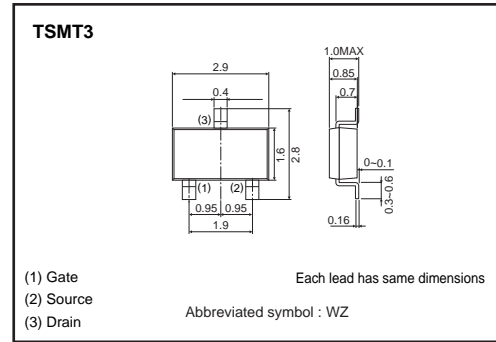 TSMT3
1.0MAX
2.9
0.85
0.4
0.7
(3)
1.6
2.8
0~0.1
(1) (2)
0.3~0.6
0.95 0.95
0.16
1.9
(1) Gate
Each lead has same dimensions
(2) Source
Abbreviated symbol : WZ
(3) Drain